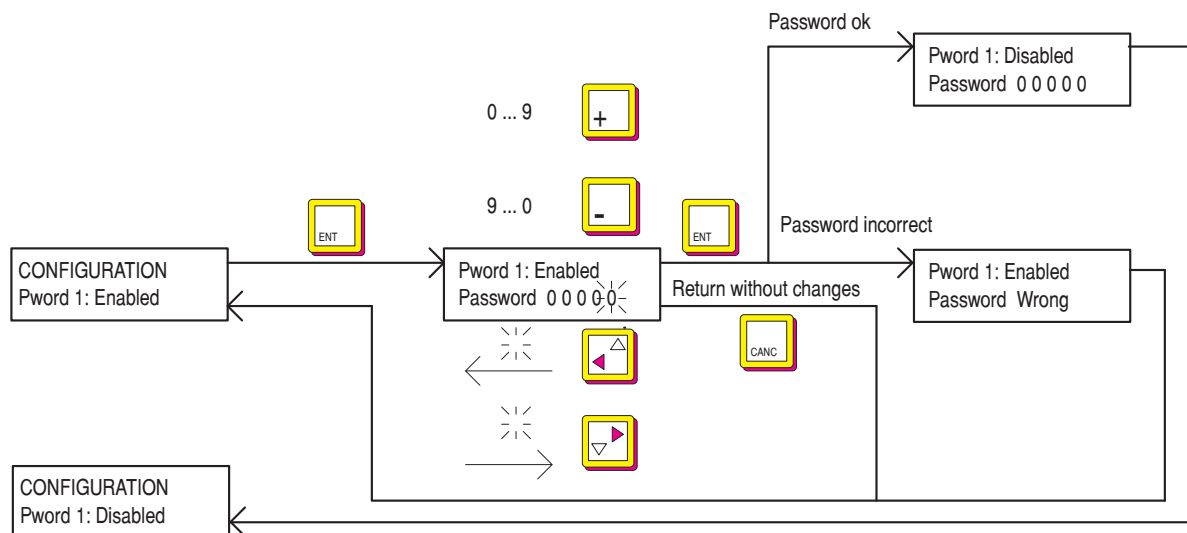 Password ok
Pword 1: Disabled
Password 0 0 0 0 0
0 ... 9
+
9 ... 0
-
ENT
ENT
Password incorrect
CONFIGURATION
Pword 1: Enabled
Pword 1: Enabled
Password 0 0 0 0 0
Return without changes
Pword 1: Enabled
Password Wrong
CANC
CONFIGURATION
Pword 1: Disabled